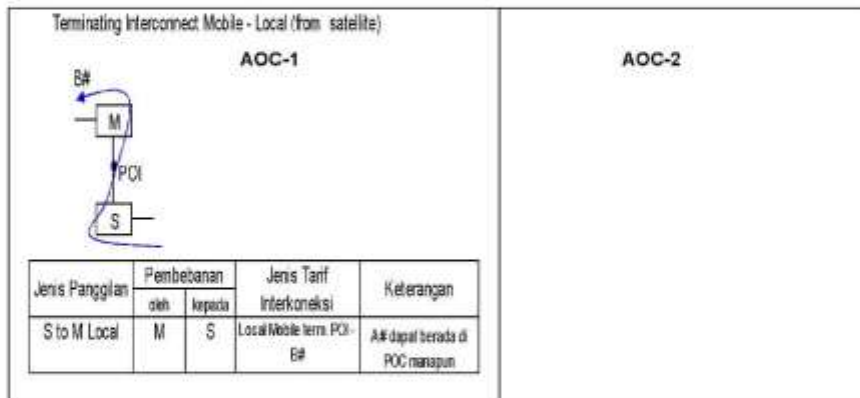 Terminating Interconnect Mobile - Local (from satellite)
AOC-1
AOC-2
B#
M
POI
S
Jenis Panggilan
Pembebanan
oleh
kepada
Jenis Tarif
Interkoneksi
Keterangan
S to M Local
M
S
Local Mobile term. POI -
B#
A# dapat berada di
POC manapun